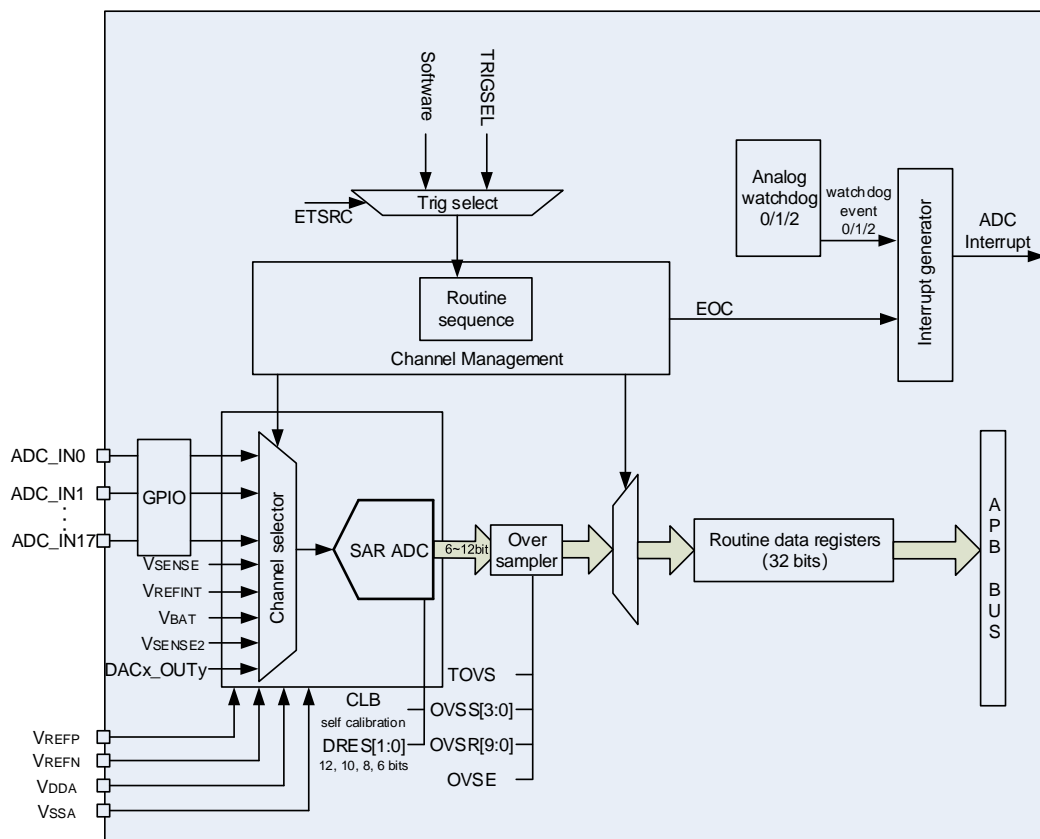 Software
TRIGSEL
ETSRC
Trig select
Analog
watchdog
0/1/2
watchdog
event
0/1/2
Interrupt generator
ADC
Interrupt
Routine
sequence
Channel Management
EOC
ADC_IN0
ADC_IN1
ADC_IN17
GPIO
VSENSE
VREFINT
VBAT
VSENSE2
DACx_OUTy
Channel selector
SAR ADC
6~12bit
Over
sampler
Routine data registers
(32 bits)
APB BUS
CLB
self calibration
DRES[1:0]
12, 10, 8, 6 bits
TOVS
OVSS[3:0]
OVSR[9:0]
OVSE
VREFP
VREFN
VDDA
VSSA